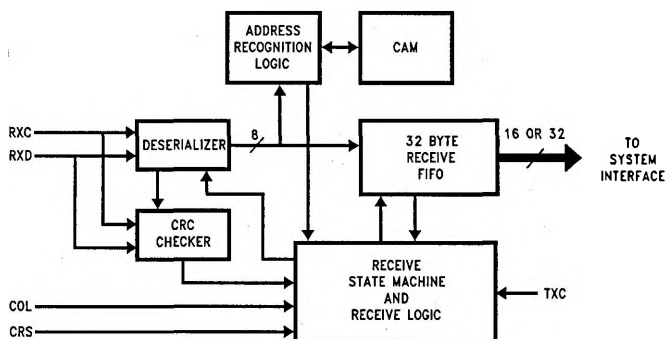 ADDRESS
RECOGNITION
LOGIC
CAM
RXC
RXD
DESERIALIZER
8
32 BYTE
RECEIVE
FIFO
16 OR 32
TO
SYSTEM
INTERFACE
CRC
CHECKER
RECEIVE
STATE MACHINE
AND
RECEIVE LOGIC
TXC
COL
CRS